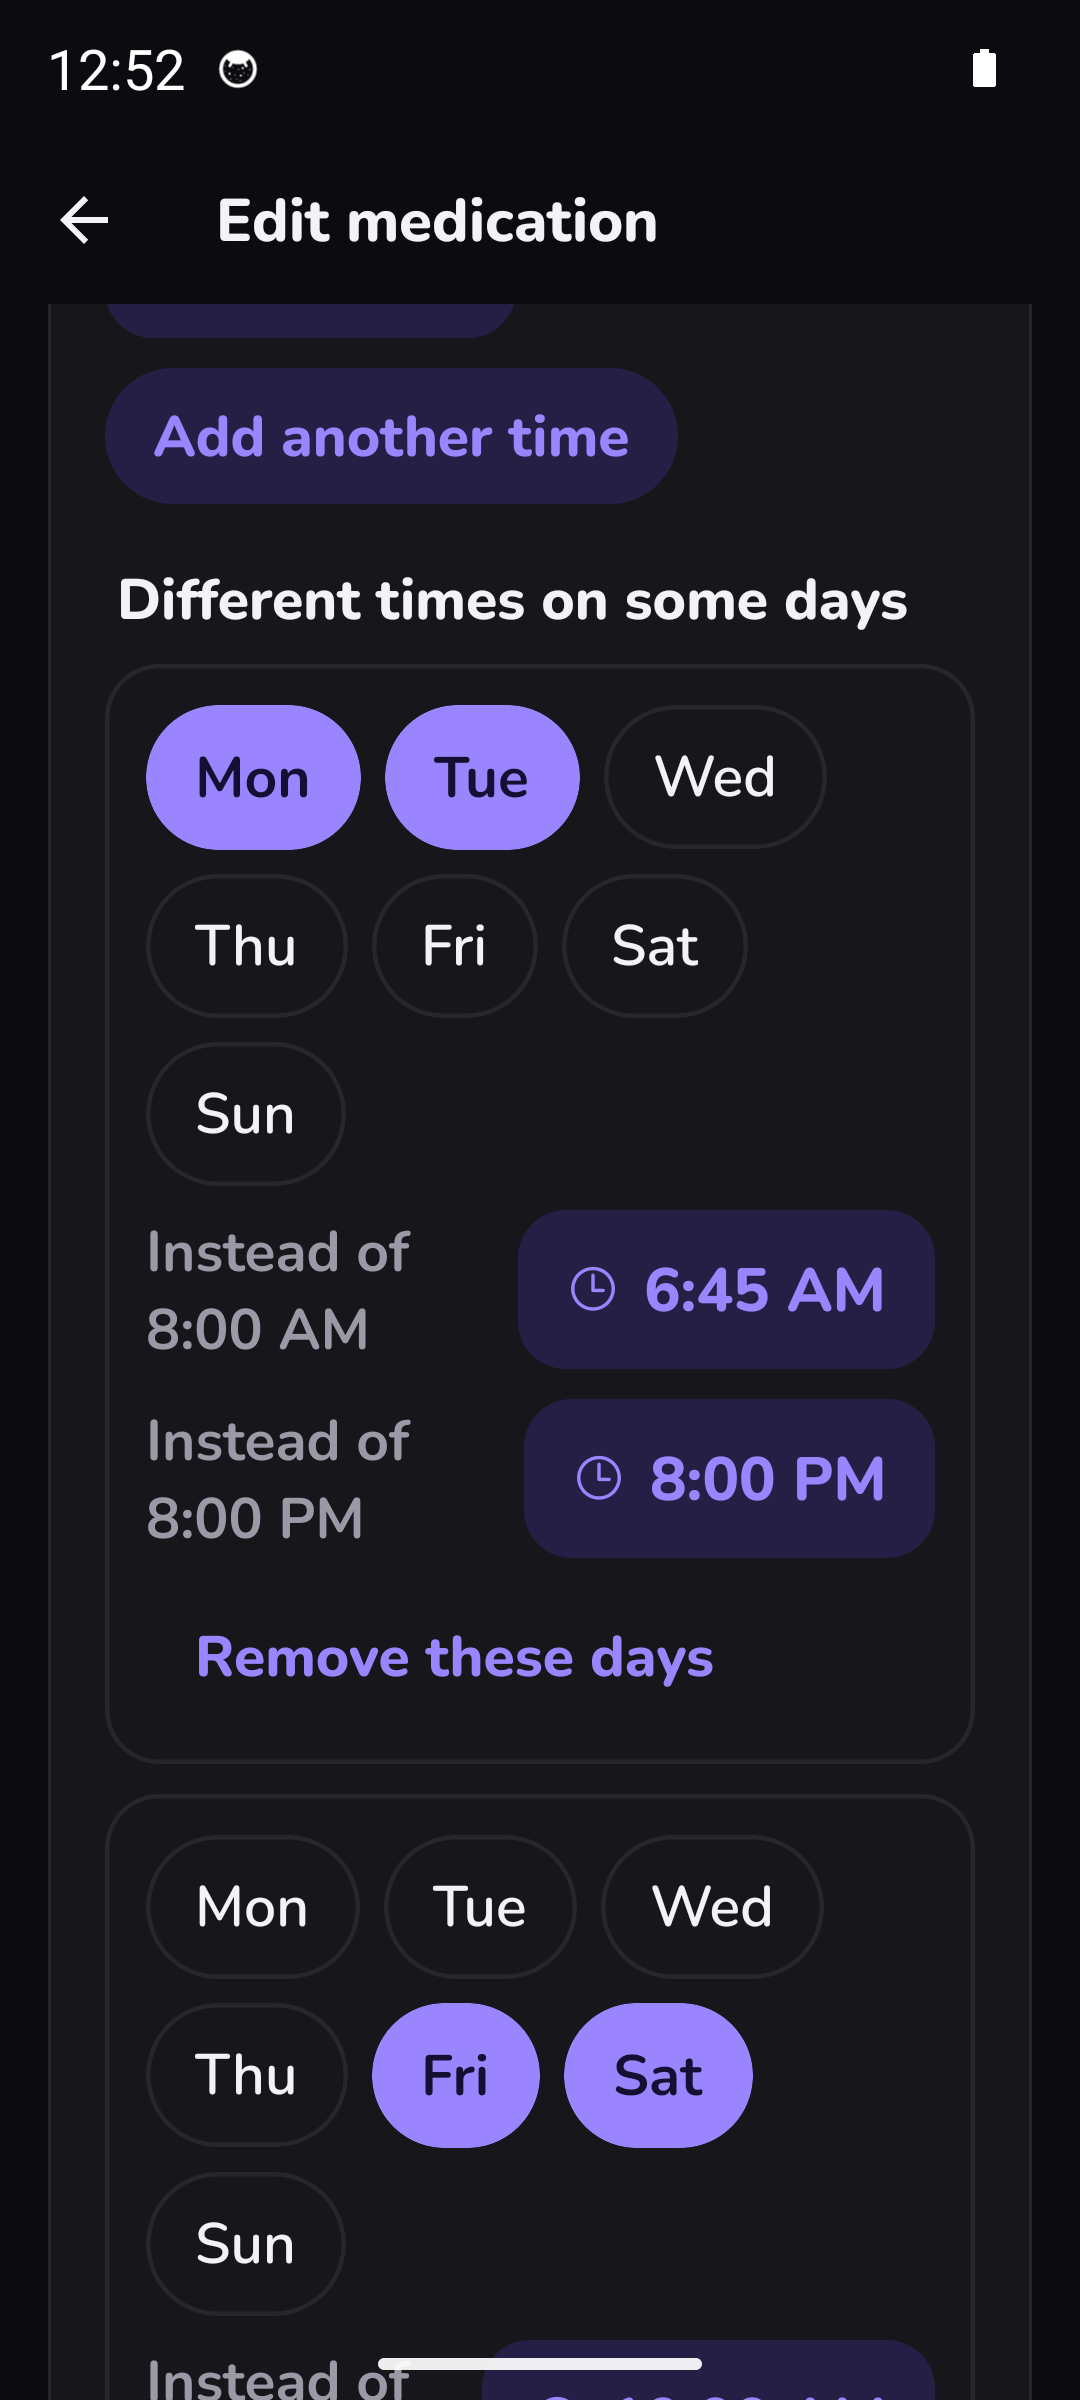 12:52
Edit medication
Add another time
Different times on some days
Mon Tue Wed
Thu Fri Sat
Sun
Instead of
8:00 AM
6:45 AM
Instead of
8:00 PM
8:00 PM
Remove these days
Mon Tue Wed
Thu Fri Sat
Sun
Instead of